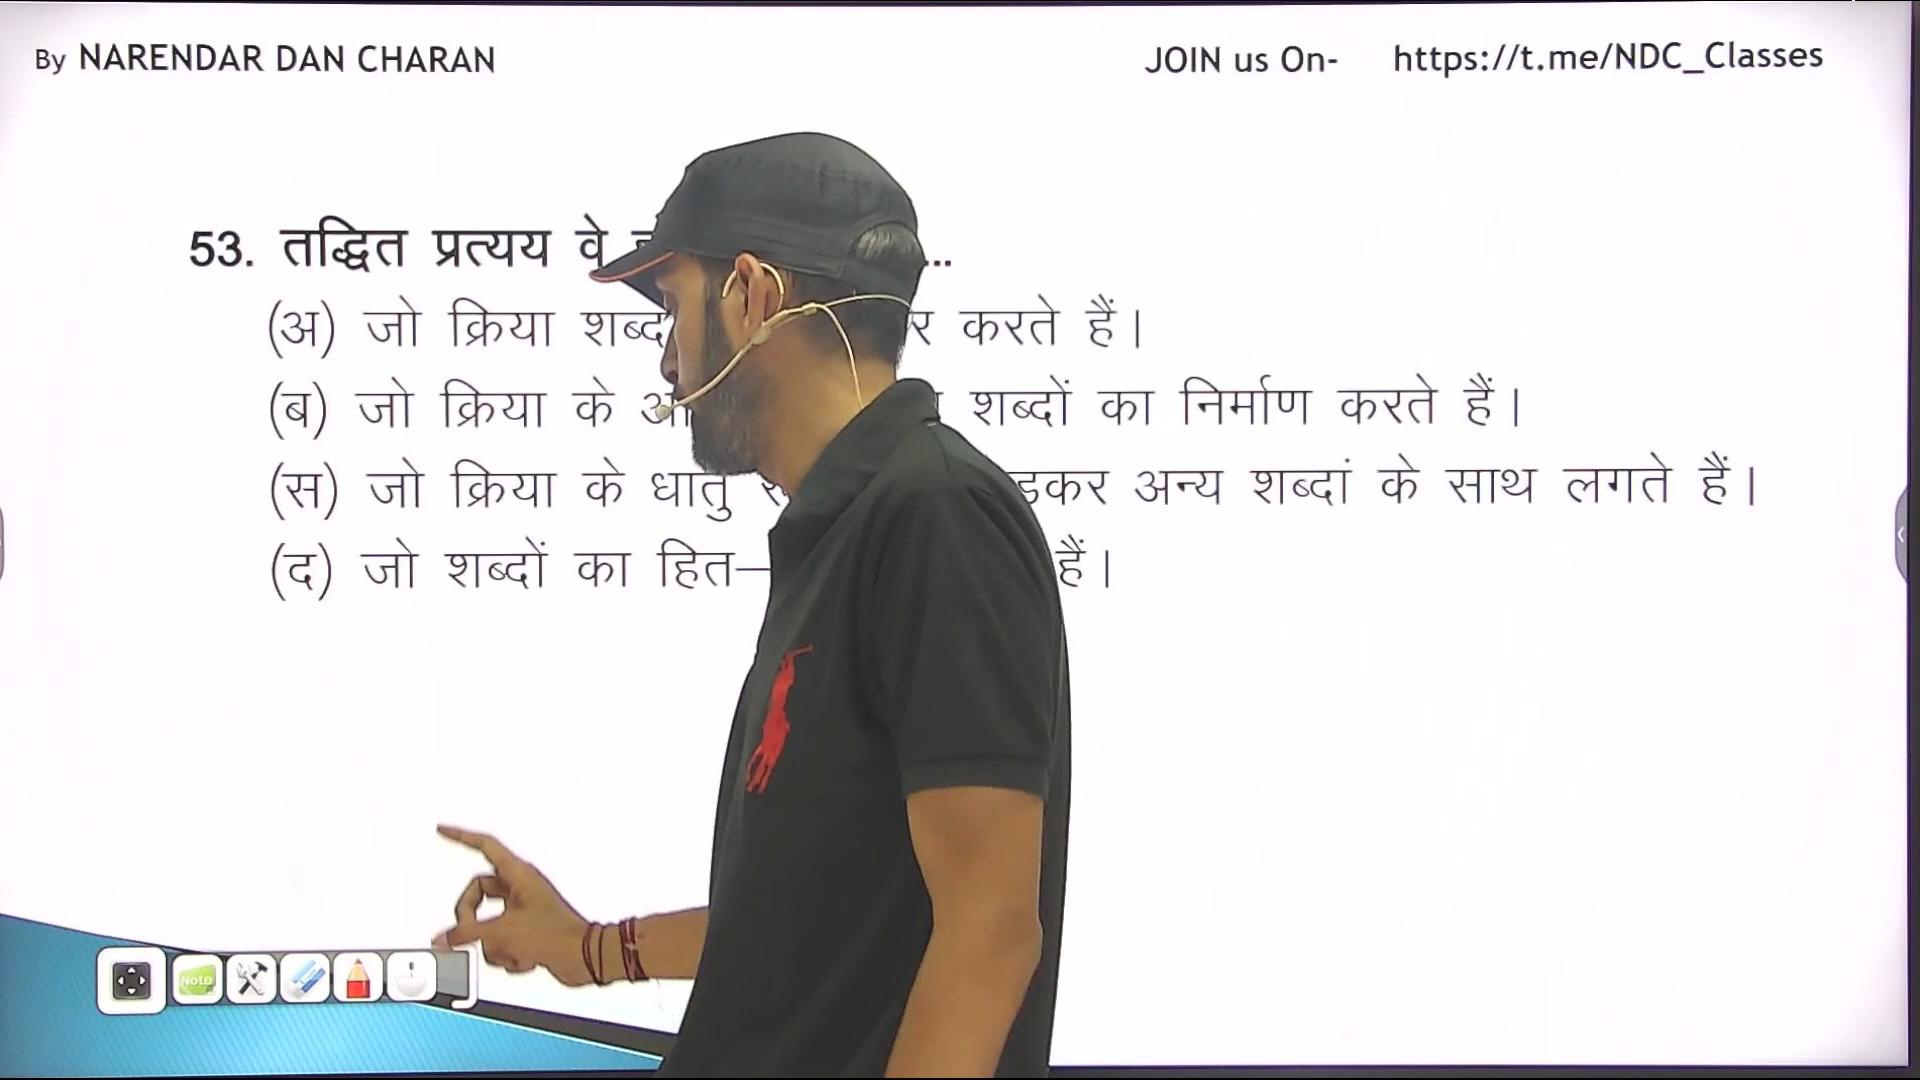 By NARENDAR DAN CHARAN
JOIN us On- https://t.me/NDC_Classes
53. तद्धित प्रत्यय वे ...
(अ) जो क्रिया करते हैं।
(ब) जो क्रिया के शब्दों का निर्माण करते हैं।
(स) जो क्रिया के धातु अन्य शब्दां के साथ लगते हैं।
(द) जो शब्दों का हित– हैं।
Note